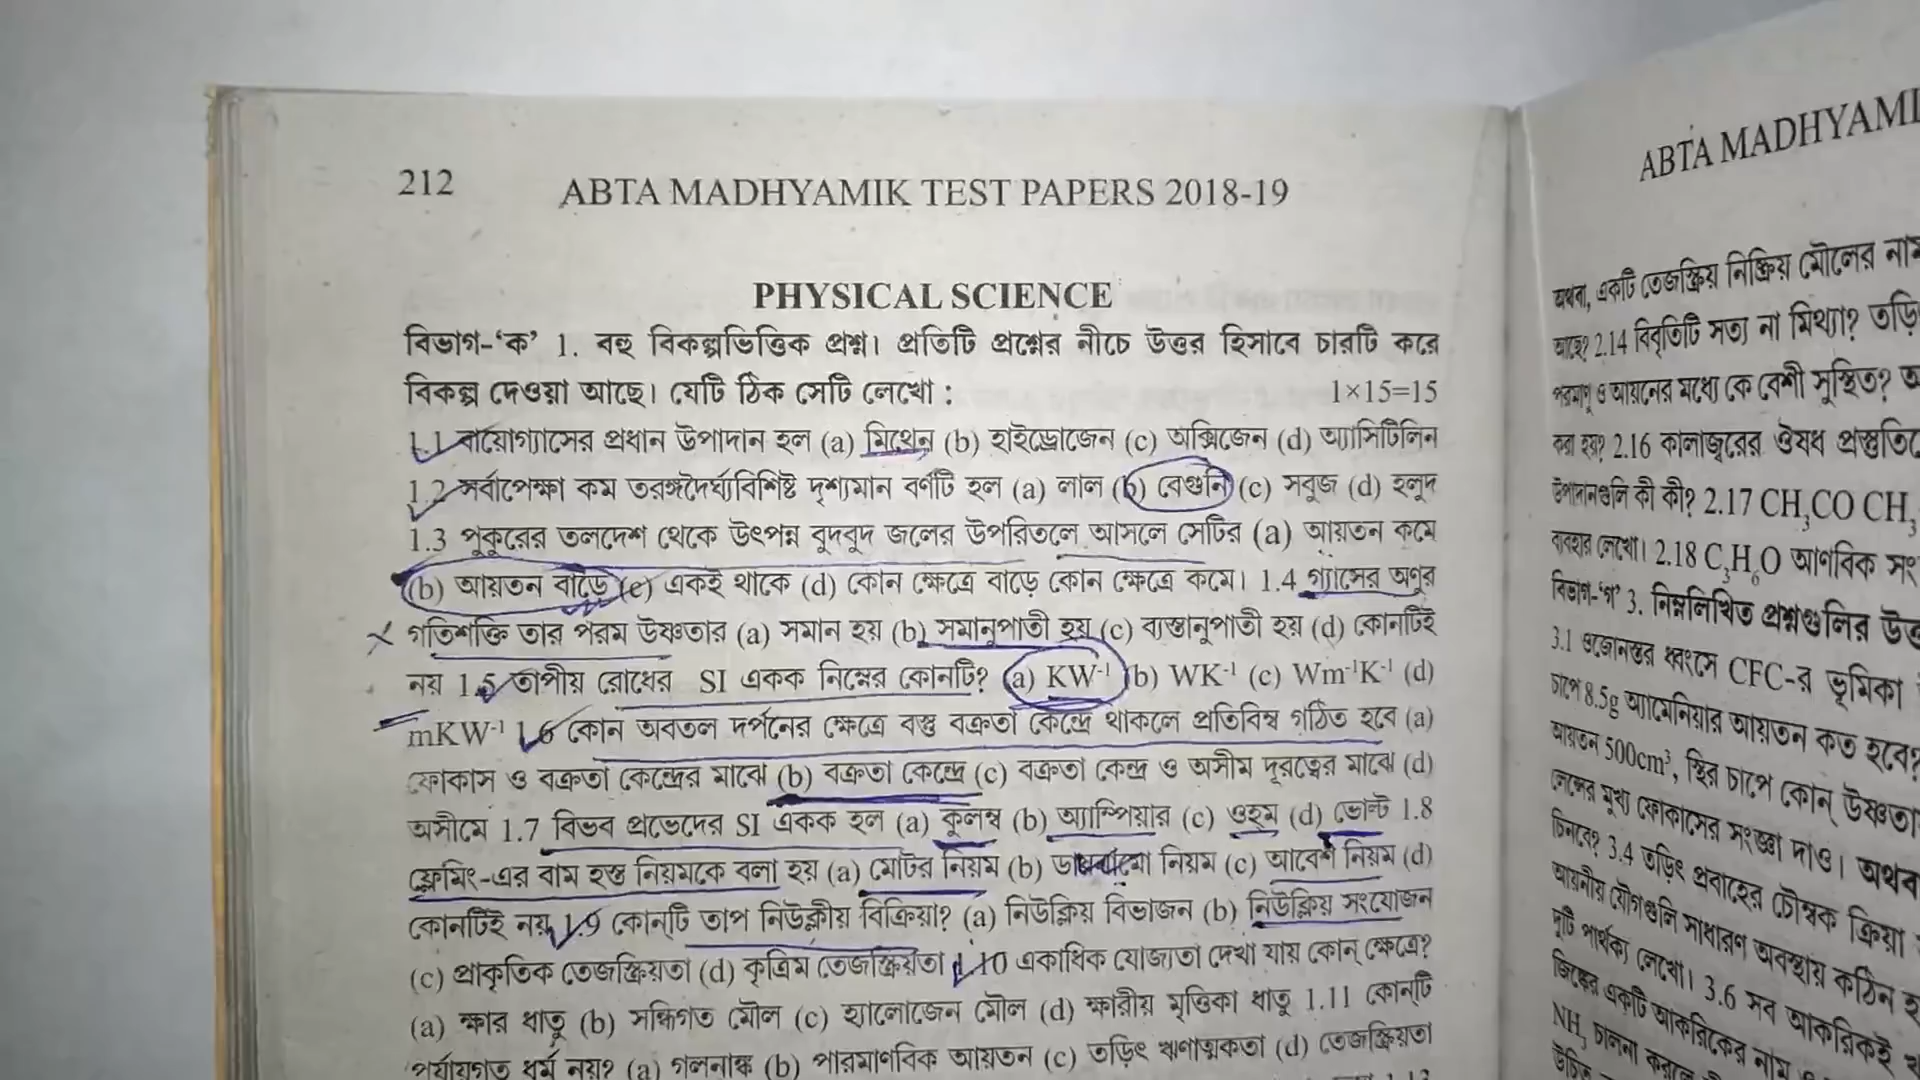 212 ABTA MADHYAMIK TEST PAPERS 2018-19
PHYSICAL SCIENCE
বিভাগ-‘ক’ 1. বহু বিকল্পভিত্তিক প্রশ্ন। প্রতিটি প্রশ্নের নীচে উত্তর হিসাবে চারটি করে
বিকল্প দেওয়া আছে। যেটি ঠিক সেটি লেখো : 1×15=15
1.1 বায়োগ্যাসের প্রধান উপাদান হল (a) মিথেন (b) হাইড্রোজেন (c) অক্সিজেন (d) অ্যাসিটিলিন
1.2 সর্বাপেক্ষা কম তরঙ্গদৈর্ঘ্যবিশিষ্ট দৃশ্যমান বর্ণটি হল (a) লাল (b) বেগুনি (c) সবুজ (d) হলুদ
1.3 পুকুরের তলদেশ থেকে উৎপন্ন বুদবুদ জলের উপরিতলে আসলে সেটির (a) আয়তন কমে
(b) আয়তন বাড়ে (c) একই থাকে (d) কোন ক্ষেত্রে বাড়ে কোন ক্ষেত্রে কমে। 1.4 গ্যাসের অণুর
গতিশক্তি তার পরম উষ্ণতার (a) সমান হয় (b) সমানুপাতী হয় (c) ব্যস্তানুপাতী হয় (d) কোনটিই
নয় 1.5 তাপীয় রোধের SI একক নিম্নের কোনটি? (a) KW⁻¹ (b) WK⁻¹ (c) Wm⁻¹K⁻¹ (d)
mKW⁻¹ 1.6 কোন অবতল দর্পনের ক্ষেত্রে বস্তু বক্রতা কেন্দ্রে থাকলে প্রতিবিম্ব গঠিত হবে (a)
ফোকাস ও বক্রতা কেন্দ্রের মাঝে (b) বক্রতা কেন্দ্রে (c) বক্রতা কেন্দ্র ও অসীম দূরত্বের মাঝে (d)
অসীমে 1.7 বিভব প্রভেদের SI একক হল (a) কুলম্ব (b) অ্যাম্পিয়ার (c) ওহম (d) ভোল্ট 1.8
ফ্লেমিং-এর বাম হস্ত নিয়মকে বলা হয় (a) মোটর নিয়ম (b) ডায়নামো নিয়ম (c) আবেশ নিয়ম (d)
কোনটিই নয় 1.9 কোন্‌টি তাপ নিউক্লীয় বিক্রিয়া? (a) নিউক্লিয় বিভাজন (b) নিউক্লিয় সংযোজন
(c) প্রাকৃতিক তেজস্ক্রিয়তা (d) কৃত্রিম তেজস্ক্রিয়তা 1.10 একাধিক যোজ্যতা দেখা যায় কোন্ ক্ষেত্রে?
(a) ক্ষার ধাতু (b) সন্ধিগত মৌল (c) হ্যালোজেন মৌল (d) ক্ষারীয় মৃত্তিকা ধাতু 1.11 কোন্‌টি
পর্যায়গত ধর্ম নয়? (a) গলনাঙ্ক (b) পারমাণবিক আয়তন (c) তড়িৎ ঋণাত্মকতা (d) তেজস্ক্রিয়তা
ABTA MADHYAMI
অথবা, একটি তেজস্ক্রিয় নিষ্ক্রিয় মৌলের নাম
আছে? 2.14 বিবৃতিটি সত্য না মিথ্যা? তড়ি
পরমাণু ও আয়নের মধ্যে কে বেশী সুস্থিত?
করা হয়? 2.16 কালাজ্বরের ঔষধ প্রস্তুতি
উপাদানগুলি কী কী? 2.17 CH₃CO CH₃
ব্যবহার লেখো। 2.18 C₃H₆O আণবিক সং
বিভাগ-‘গ’ 3. নিম্নলিখিত প্রশ্নগুলির উত্ত
3.1 ওজোনস্তর ধ্বংসে CFC-র ভূমিকা
চাপে 8.5g অ্যামোনিয়ার আয়তন কত হবে?
আয়তন 500cm³, স্থির চাপে কোন্ উষ্ণতা
লেন্সের মুখ্য ফোকাসের সংজ্ঞা দাও। অথব
চিনবে? 3.4 তড়িৎ প্রবাহের চৌম্বক ক্রিয়া
আয়নীয় যৌগগুলি সাধারণ অবস্থায় কঠিন হ
দুটি পার্থক্য লেখো। 3.6 সব আকরিকই
জিঙ্কের একটি আকরিকের নাম
NH₃ চালনা করলে
উচিত